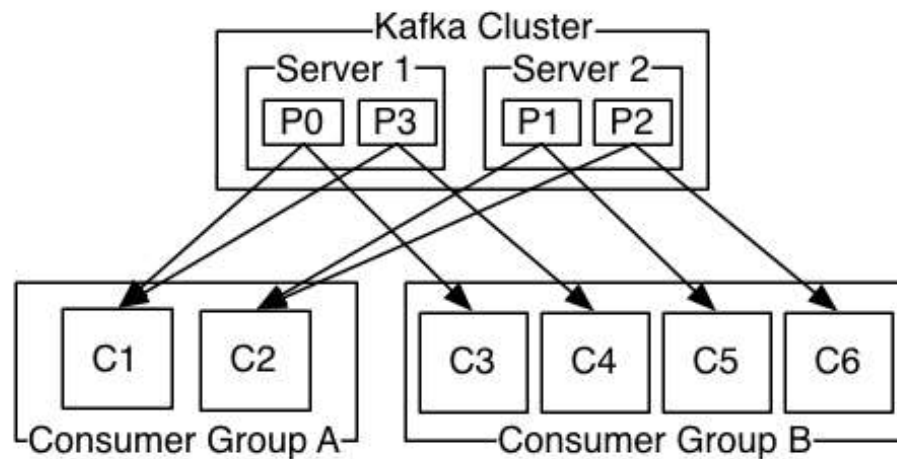 Kafka Cluster
Server 1
Server 2
P0
P3
P1
P2
C1
C2
C3
C4
C5
C6
Consumer Group A
Consumer Group B